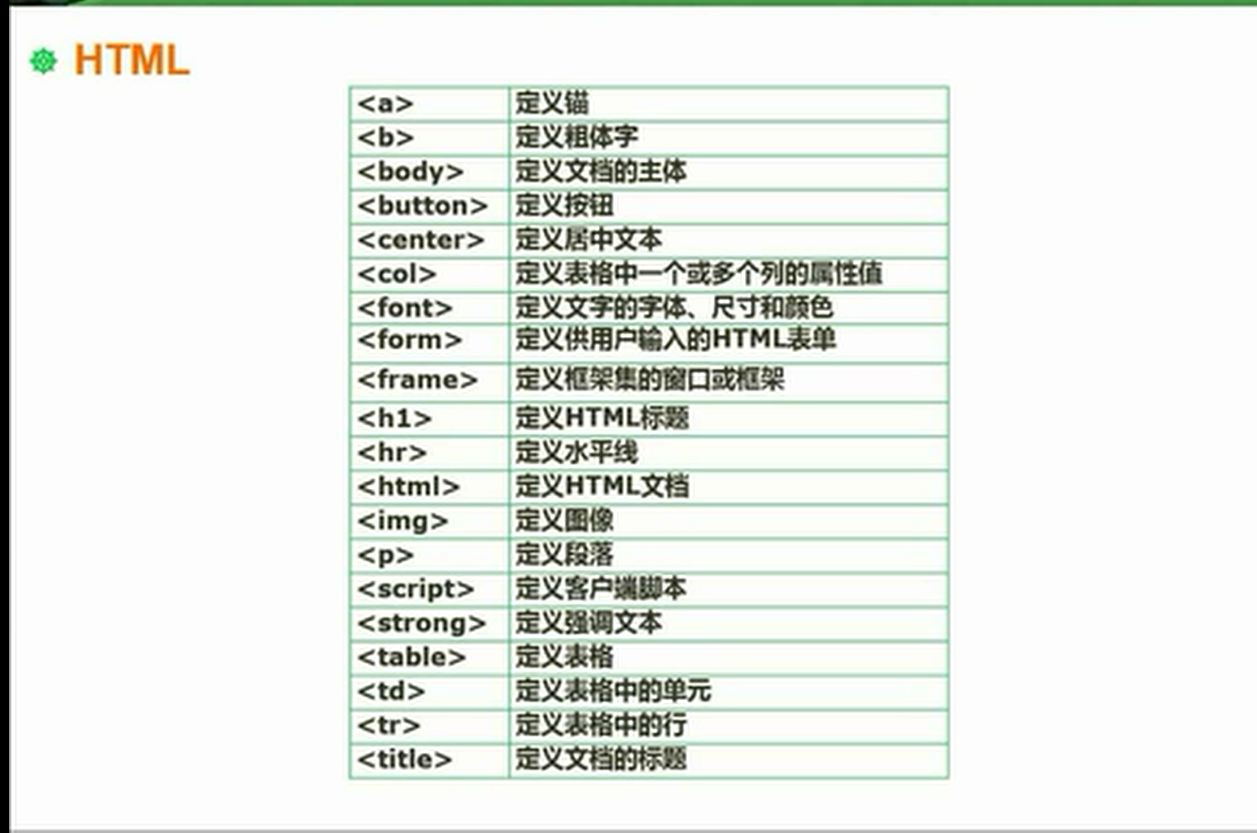 HTML
<a> 定义锚
<b> 定义粗体字
<body> 定义文档的主体
<button> 定义按钮
<center> 定义居中文本
<col> 定义表格中一个或多个列的属性值
<font> 定义文字的字体、尺寸和颜色
<form> 定义供用户输入的HTML表单
<frame> 定义框架集的窗口或框架
<h1> 定义HTML标题
<hr> 定义水平线
<html> 定义HTML文档
<img> 定义图像
<p> 定义段落
<script> 定义客户端脚本
<strong> 定义强调文本
<table> 定义表格
<td> 定义表格中的单元
<tr> 定义表格中的行
<title> 定义文档的标题